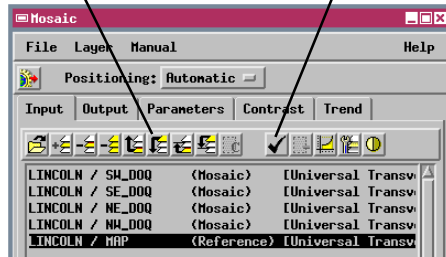 Mosaic
File Layer Manual Help
Positioning: Automatic
Input Output Parameters Contrast Trend
LINCOLN / SW_DOQ (Mosaic) [Universal Transv
LINCOLN / SE_DOQ (Mosaic) [Universal Transv
LINCOLN / NE_DOQ (Mosaic) [Universal Transv
LINCOLN / NW_DOQ (Mosaic) [Universal Transv
LINCOLN / MAP (Reference) [Universal Transv